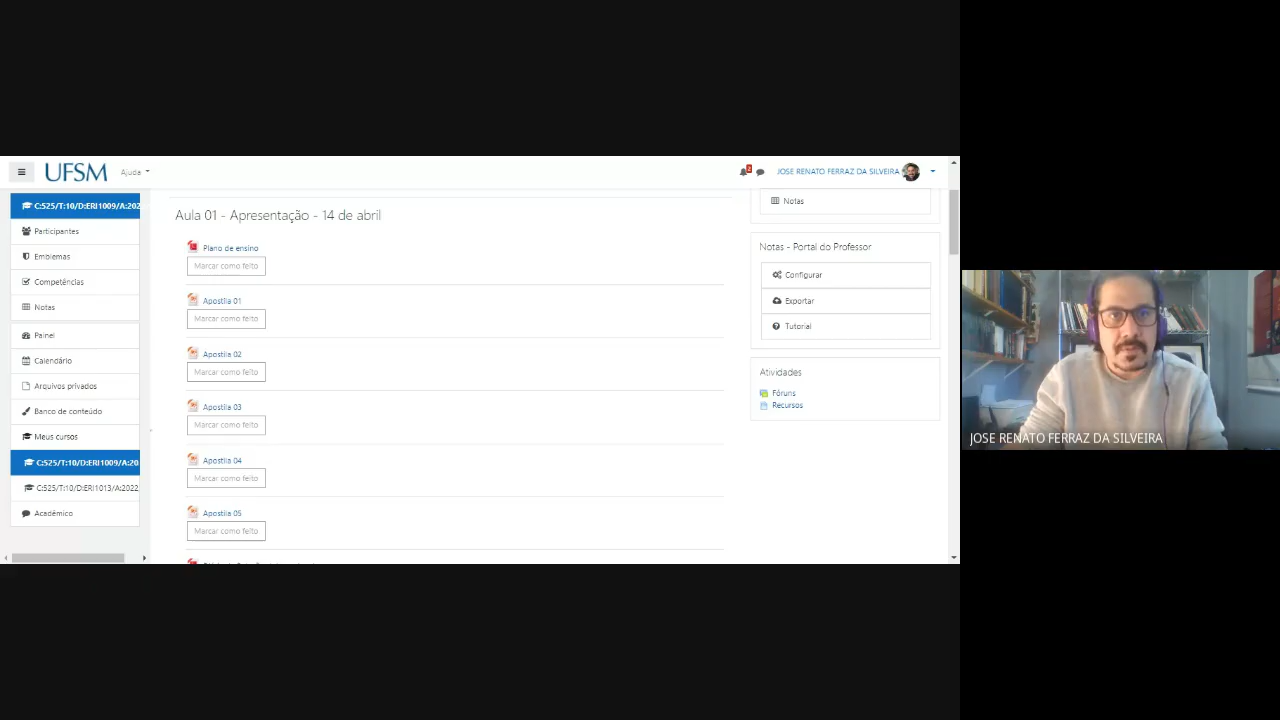 UFSM
Ajuda
2
JOSE RENATO FERRAZ DA SILVEIRA
C:525/T:10/D:ERI1009/A:202
Participantes
Emblemas
Competências
Notas
Painel
Calendário
Arquivos privados
Banco de conteúdo
Meus cursos
C:525/T:10/D:ERI1009/A:20
C:525/T:10/D:ERI1013/A:2022
Acadêmico
Aula 01 - Apresentação - 14 de abril
Plano de ensino
Marcar como feito
Apostila 01
Marcar como feito
Apostila 02
Marcar como feito
Apostila 03
Marcar como feito
Apostila 04
Marcar como feito
Apostila 05
Marcar como feito
Notas
Notas - Portal do Professor
Configurar
Exportar
Tutorial
Atividades
Fóruns
Recursos
JOSE RENATO FERRAZ DA SILVEIRA